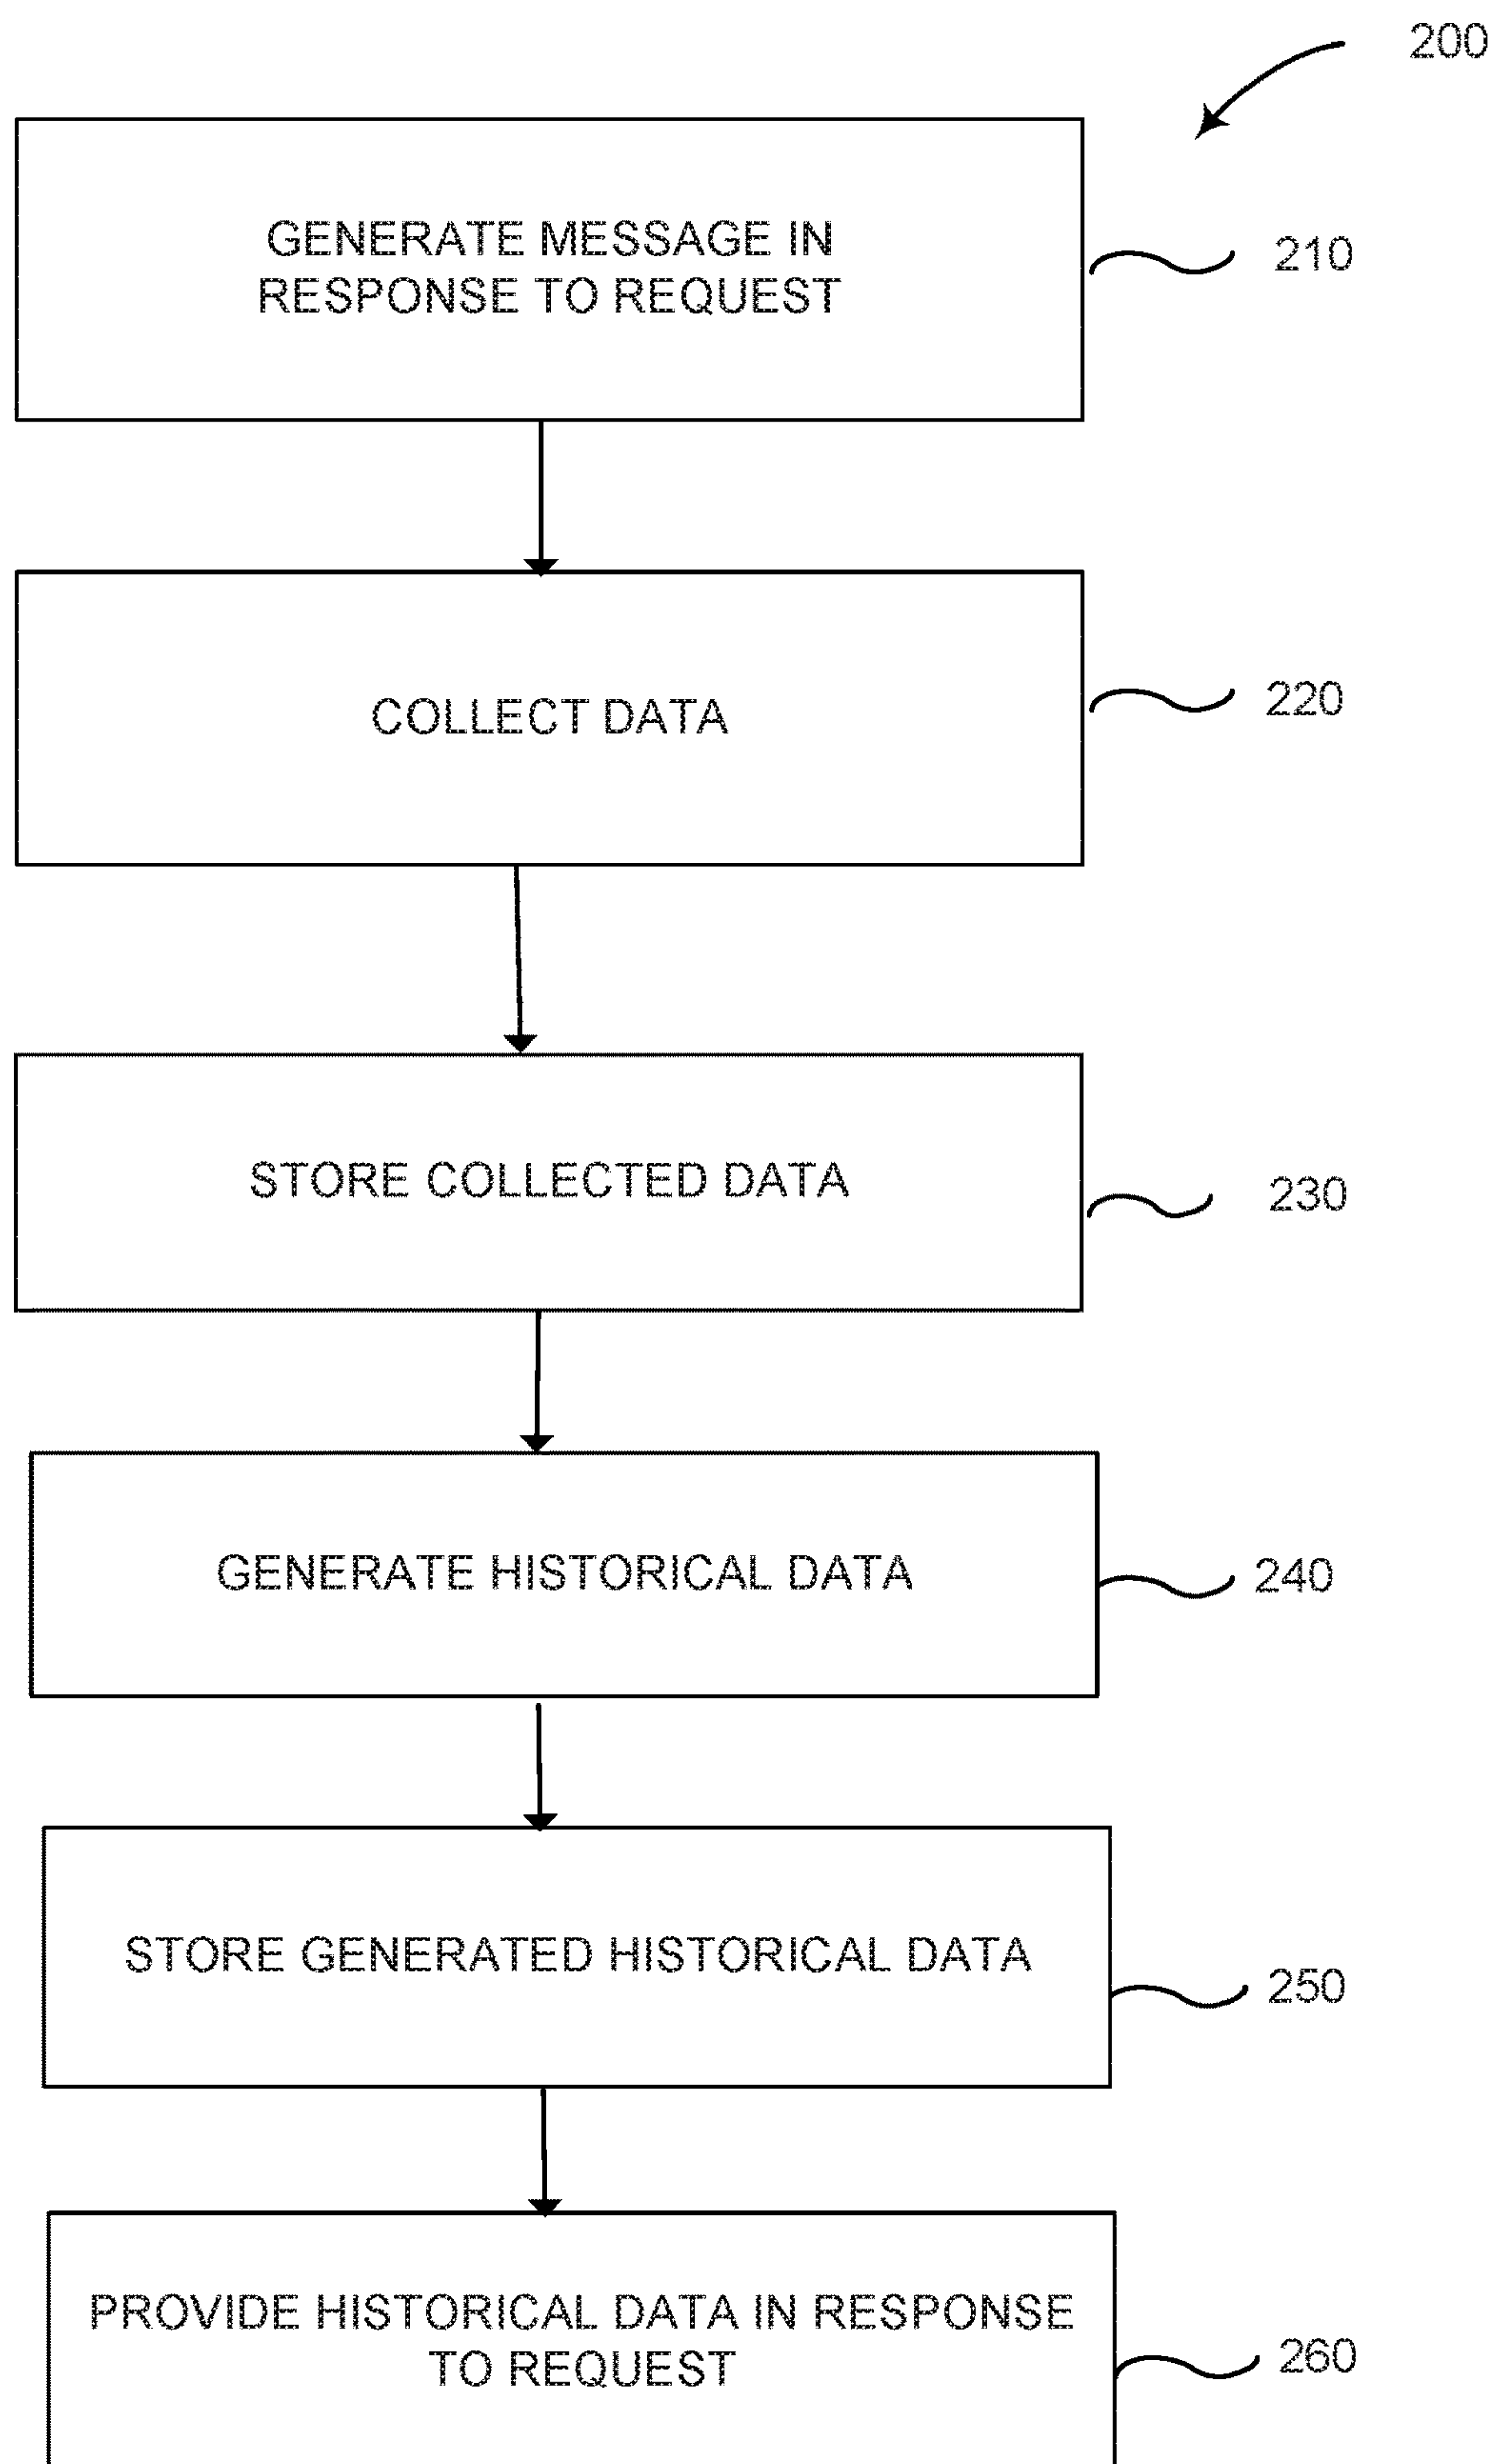 200
GENERATE MESSAGE IN
RESPONSE TO REQUEST
210
COLLECT DATA
220
STORE COLLECTED DATA
230
GENERATE HISTORICAL DATA
240
STORE GENERATED HISTORICAL DATA
250
PROVIDE HISTORICAL DATA IN RESPONSE
TO REQUEST
260